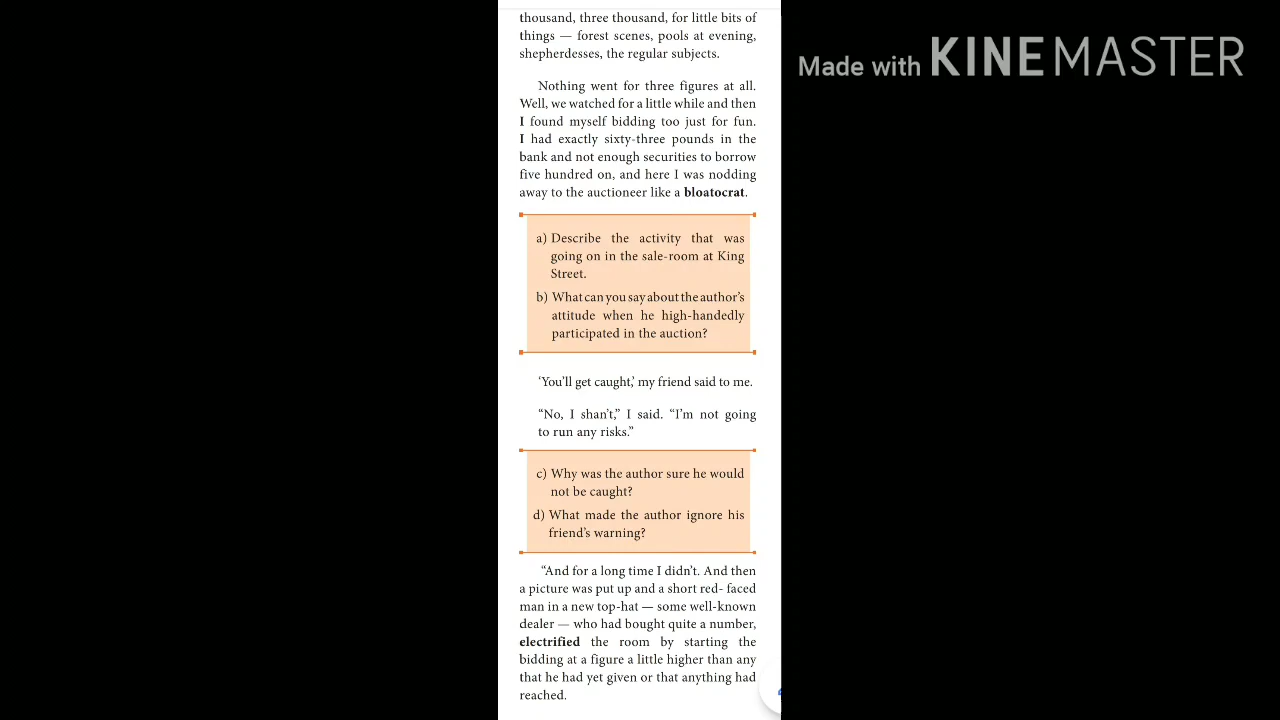 thousand, three thousand, for little bits of
things — forest scenes, pools at evening,
shepherdesses, the regular subjects.
Nothing went for three figures at all.
Well, we watched for a little while and then
I found myself bidding too just for fun.
I had exactly sixty-three pounds in the
bank and not enough securities to borrow
five hundred on, and here I was nodding
away to the auctioneer like a bloatocrat.
a) Describe the activity that was
going on in the sale-room at King
Street.
b) What can you say about the author's
attitude when he high-handedly
participated in the auction?
‘You'll get caught,’ my friend said to me.
“No, I shan't,” I said. “I'm not going
to run any risks.”
c) Why was the author sure he would
not be caught?
d) What made the author ignore his
friend's warning?
“And for a long time I didn't. And then
a picture was put up and a short red- faced
man in a new top-hat — some well-known
dealer — who had bought quite a number,
electrified the room by starting the
bidding at a figure a little higher than any
that he had yet given or that anything had
reached.
Made with KINEMASTER